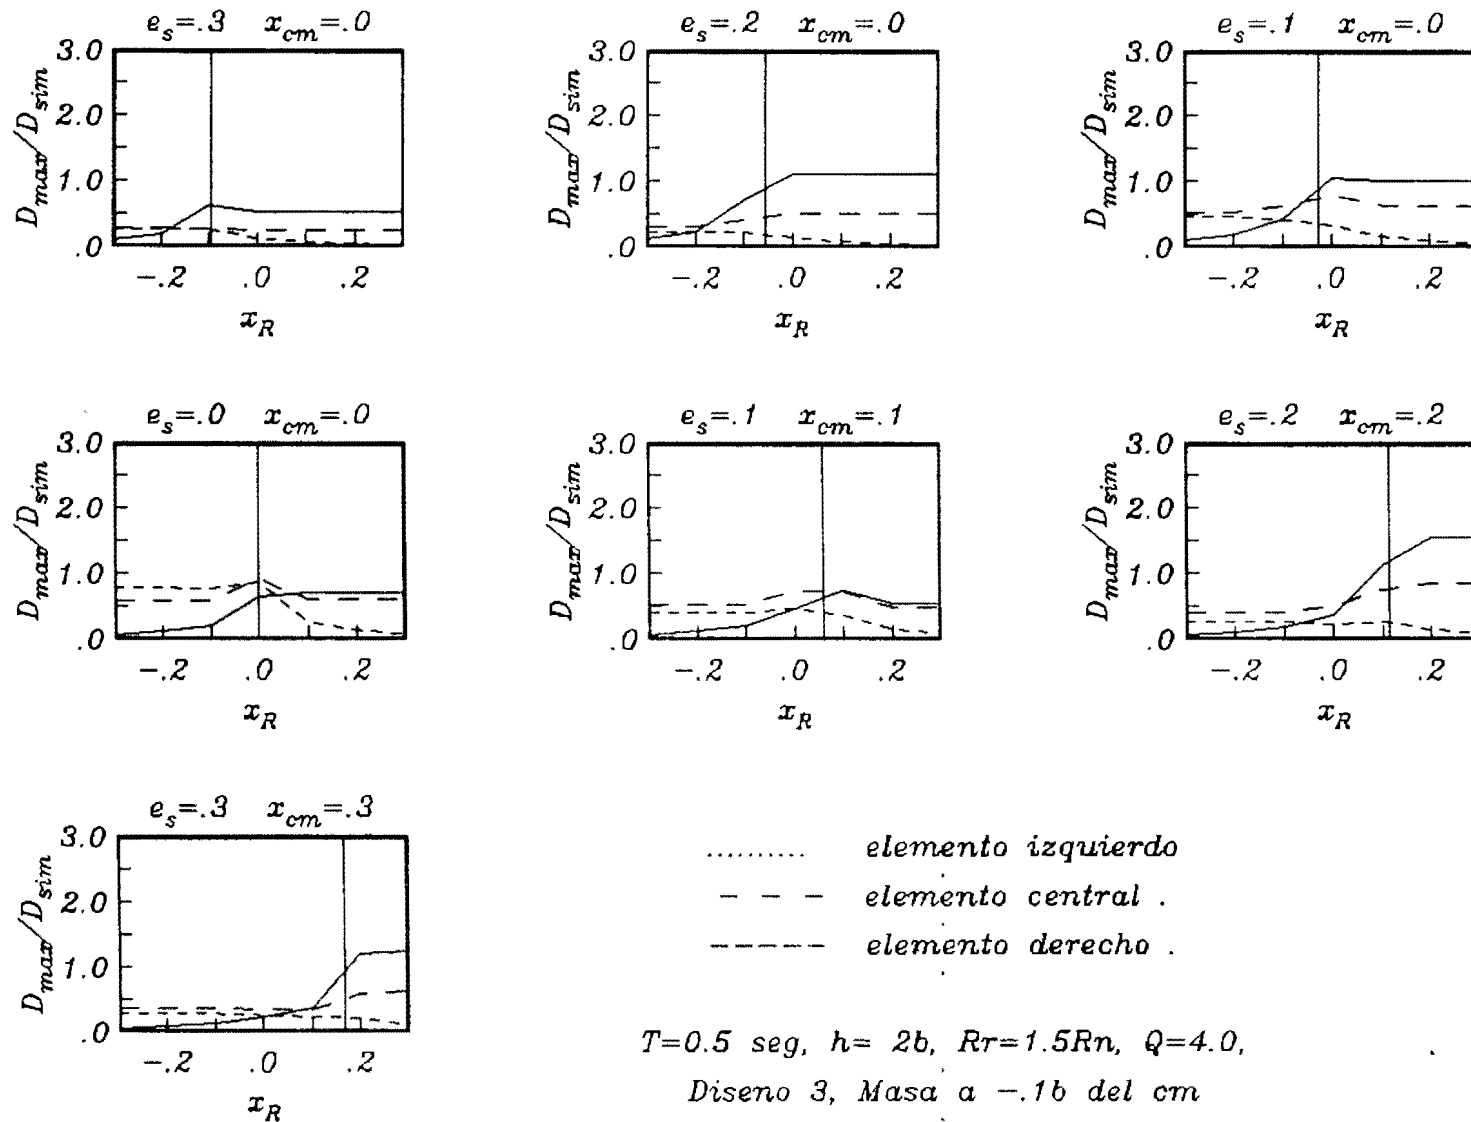 e_s=.3 x_cm=.0
D_max/D_sim
3.0
2.0
1.0
.0
-.2 .0 .2
x_R
e_s=.2 x_cm=.0
D_max/D_sim
3.0
2.0
1.0
.0
-.2 .0 .2
x_R
e_s=.1 x_cm=.0
D_max/D_sim
3.0
2.0
1.0
.0
-.2 .0 .2
x_R
e_s=.0 x_cm=.0
D_max/D_sim
3.0
2.0
1.0
.0
-.2 .0 .2
x_R
e_s=.1 x_cm=.1
D_max/D_sim
3.0
2.0
1.0
.0
-.2 .0 .2
x_R
e_s=.2 x_cm=.2
D_max/D_sim
3.0
2.0
1.0
.0
-.2 .0 .2
x_R
e_s=.3 x_cm=.3
D_max/D_sim
3.0
2.0
1.0
.0
-.2 .0 .2
x_R
elemento izquierdo
elemento central .
elemento derecho .
T=0.5 seg, h= 2b, Rr=1.5Rn, Q=4.0,
Diseno 3, Masa a -.1b del cm